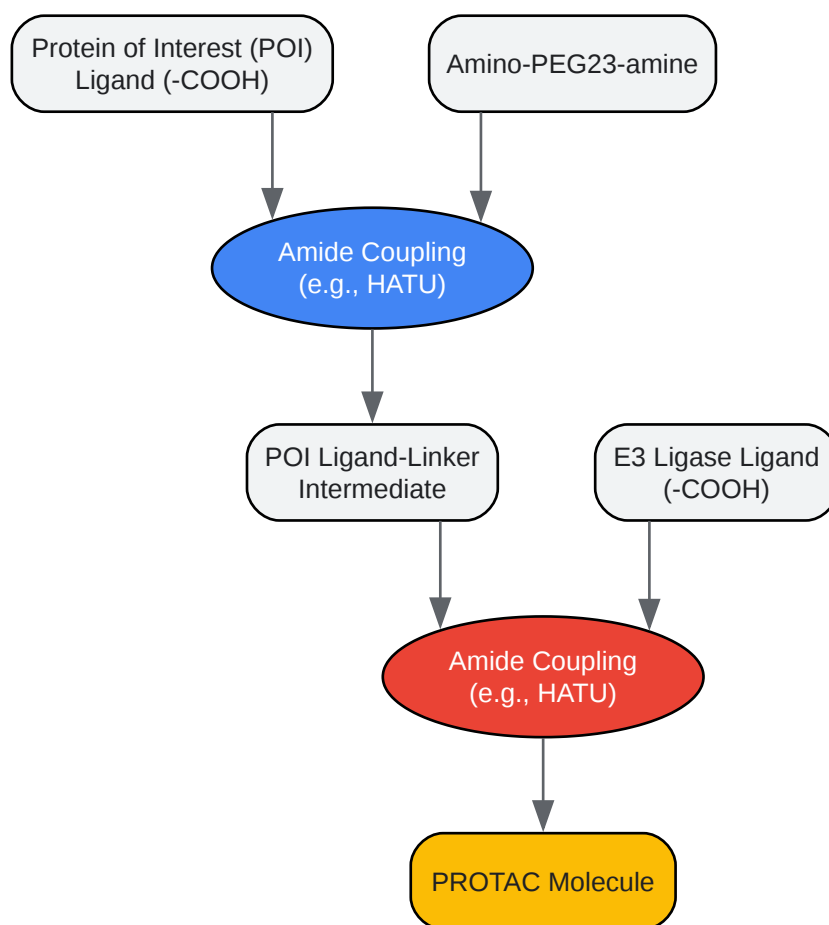 Protein of Interest (POI)
Ligand (-COOH)
Amino-PEG23-amine
Amide Coupling
(e.g., HATU)
POI Ligand-Linker
Intermediate
E3 Ligase Ligand
(-COOH)
Amide Coupling
(e.g., HATU)
PROTAC Molecule